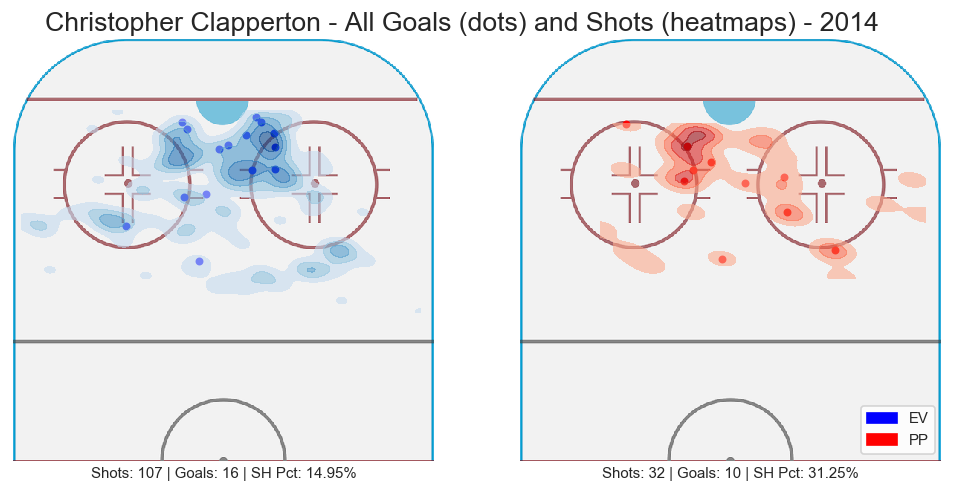 Christopher Clapperton - All Goals (dots) and Shots (heatmaps) - 2014
EV
PP
Shots: 107 | Goals: 16 | SH Pct: 14.95%
Shots: 32 | Goals: 10 | SH Pct: 31.25%